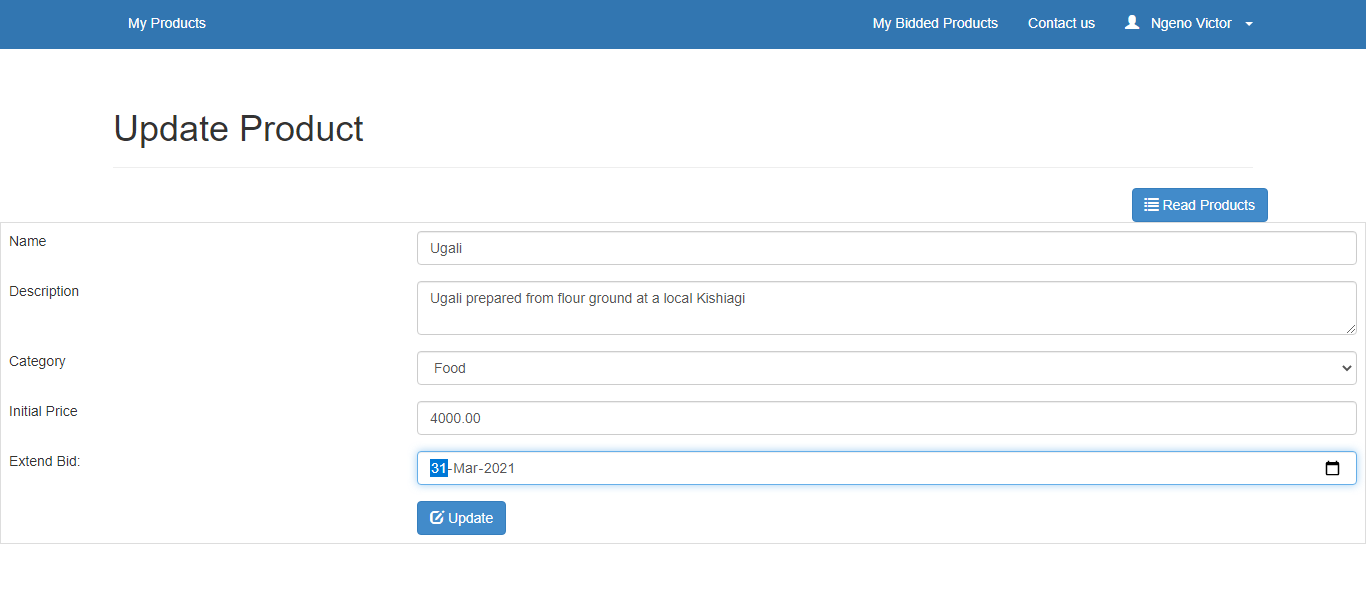 My Products My Bidded Products Contact us Ngeno Victor
Update Product
Read Products
Name Ugali
Description Ugali prepared from flour ground at a local Kishiagi
Category Food
Initial Price 4000.00
Extend Bid: 31-Mar-2021
Update